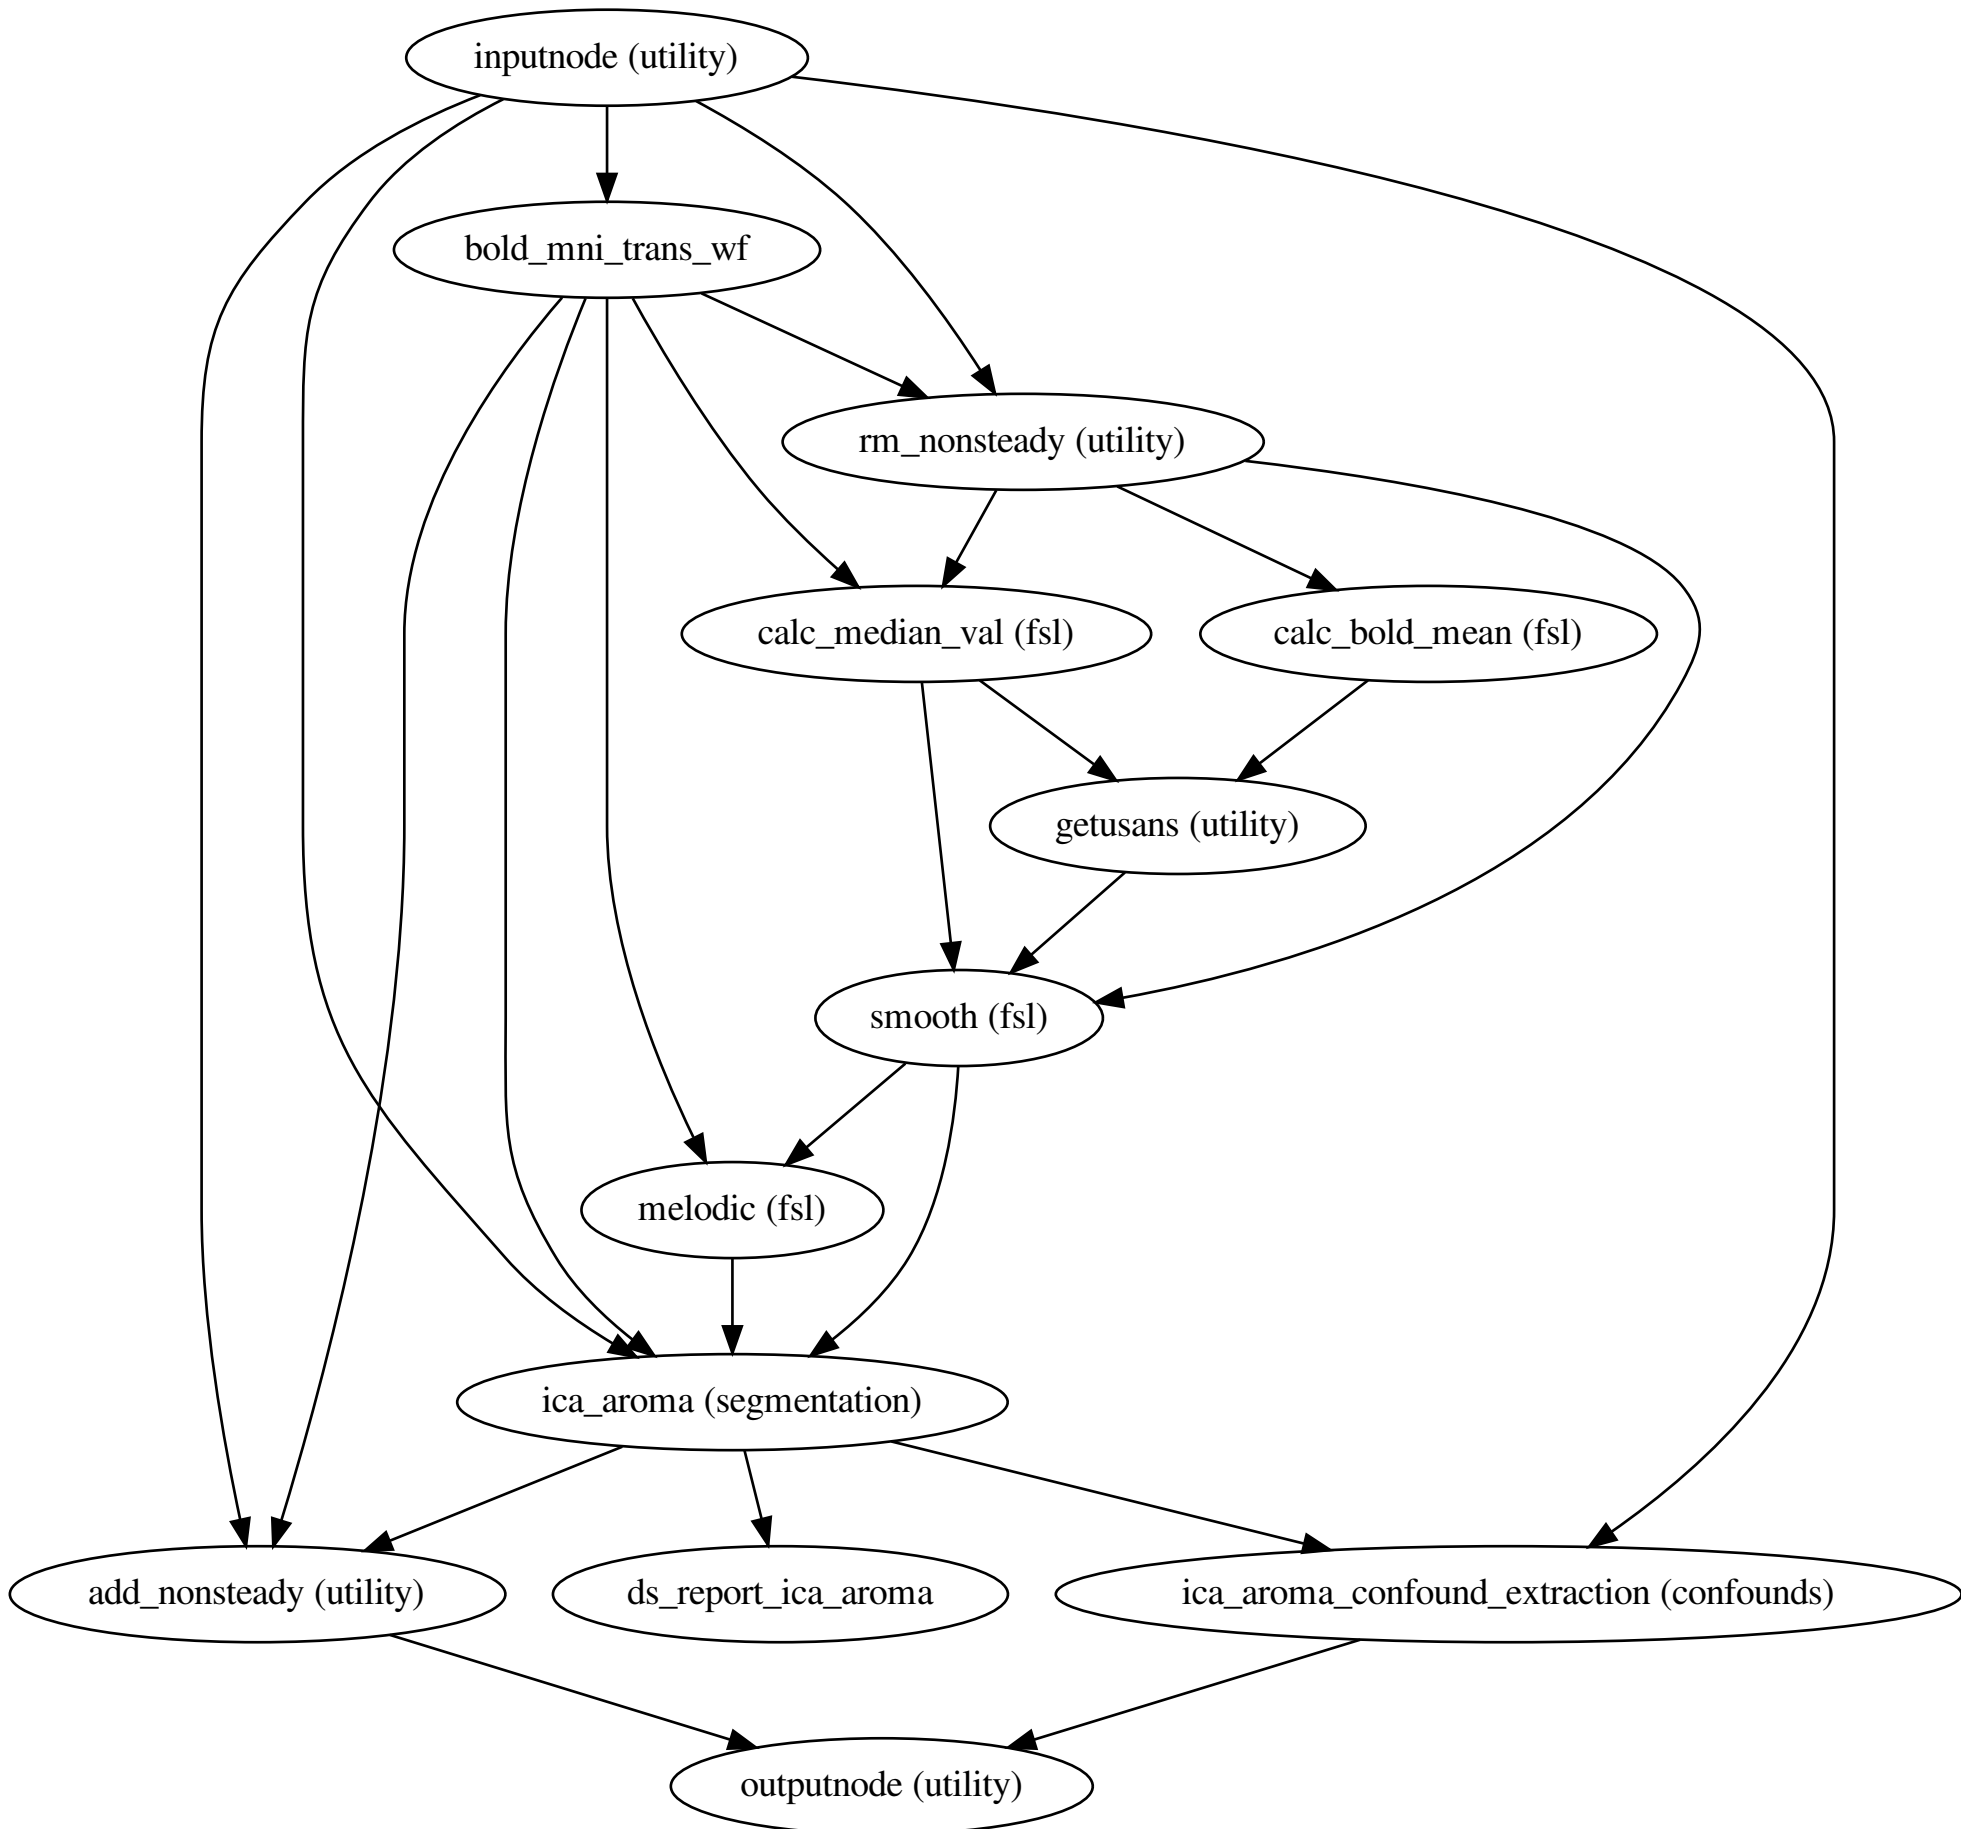 inputnode (utility)
bold_mni_trans_wf
rm_nonsteady (utility)
calc_median_val (fsl)
calc_bold_mean (fsl)
getusans (utility)
smooth (fsl)
melodic (fsl)
ica_aroma (segmentation)
add_nonsteady (utility)
ds_report_ica_aroma
ica_aroma_confound_extraction (confounds)
outputnode (utility)